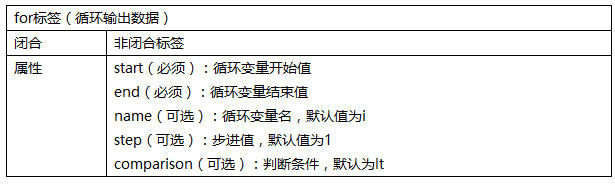 for标签（循环输出数据）
闭合 非闭合标签
属性 start（必须）：循环变量开始值
end（必须）：循环变量结束值
name（可选）：循环变量名，默认值为i
step（可选）：步进值，默认值为1
comparison（可选）：判断条件，默认为lt